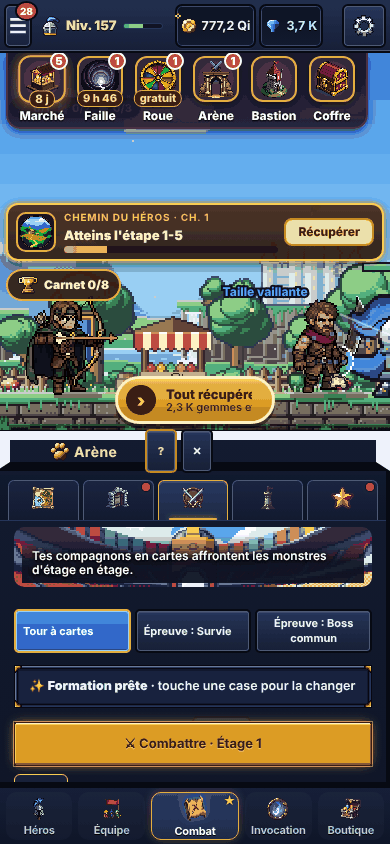 28
Niv. 157
777,2 Qi
3,7 K
5
8 j
Marché
1
9 h 46
Faille
1
gratuit
Roue
1
Arène
Bastion
Coffre
CHEMIN DU HÉROS · CH. 1
Atteins l'étape 1-5
Récupérer
Carnet 0/8
Taille vaillante
Tout récupére
2,3 K gemmes e
Arène
?
×
Tes compagnons en cartes affrontent les monstres
d'étage en étage.
Tour à cartes
Épreuve : Survie
Épreuve : Boss
commun
✨ Formation prête · touche une case pour la changer
⚔ Combattre · Étage 1
Héros
Équipe
Combat
Invocation
Boutique